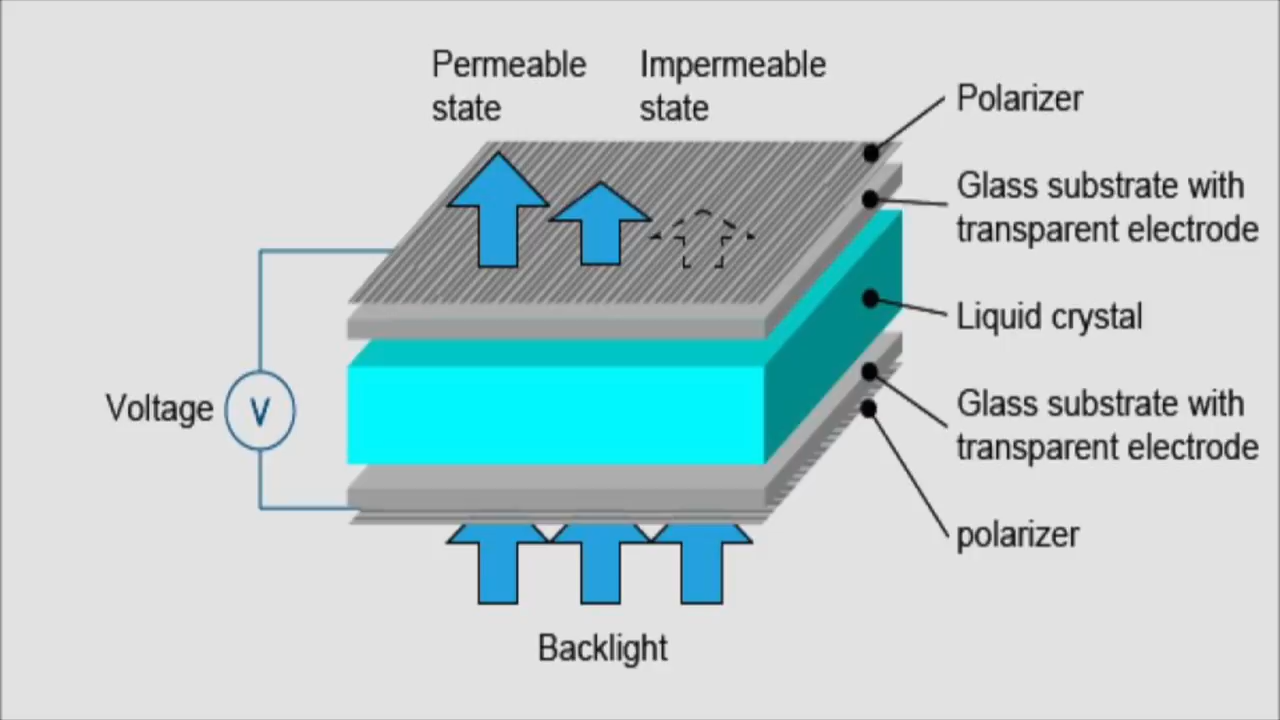 Permeable
state
Impermeable
state
Polarizer
Glass substrate with
transparent electrode
Liquid crystal
Voltage
V
Glass substrate with
transparent electrode
polarizer
Backlight